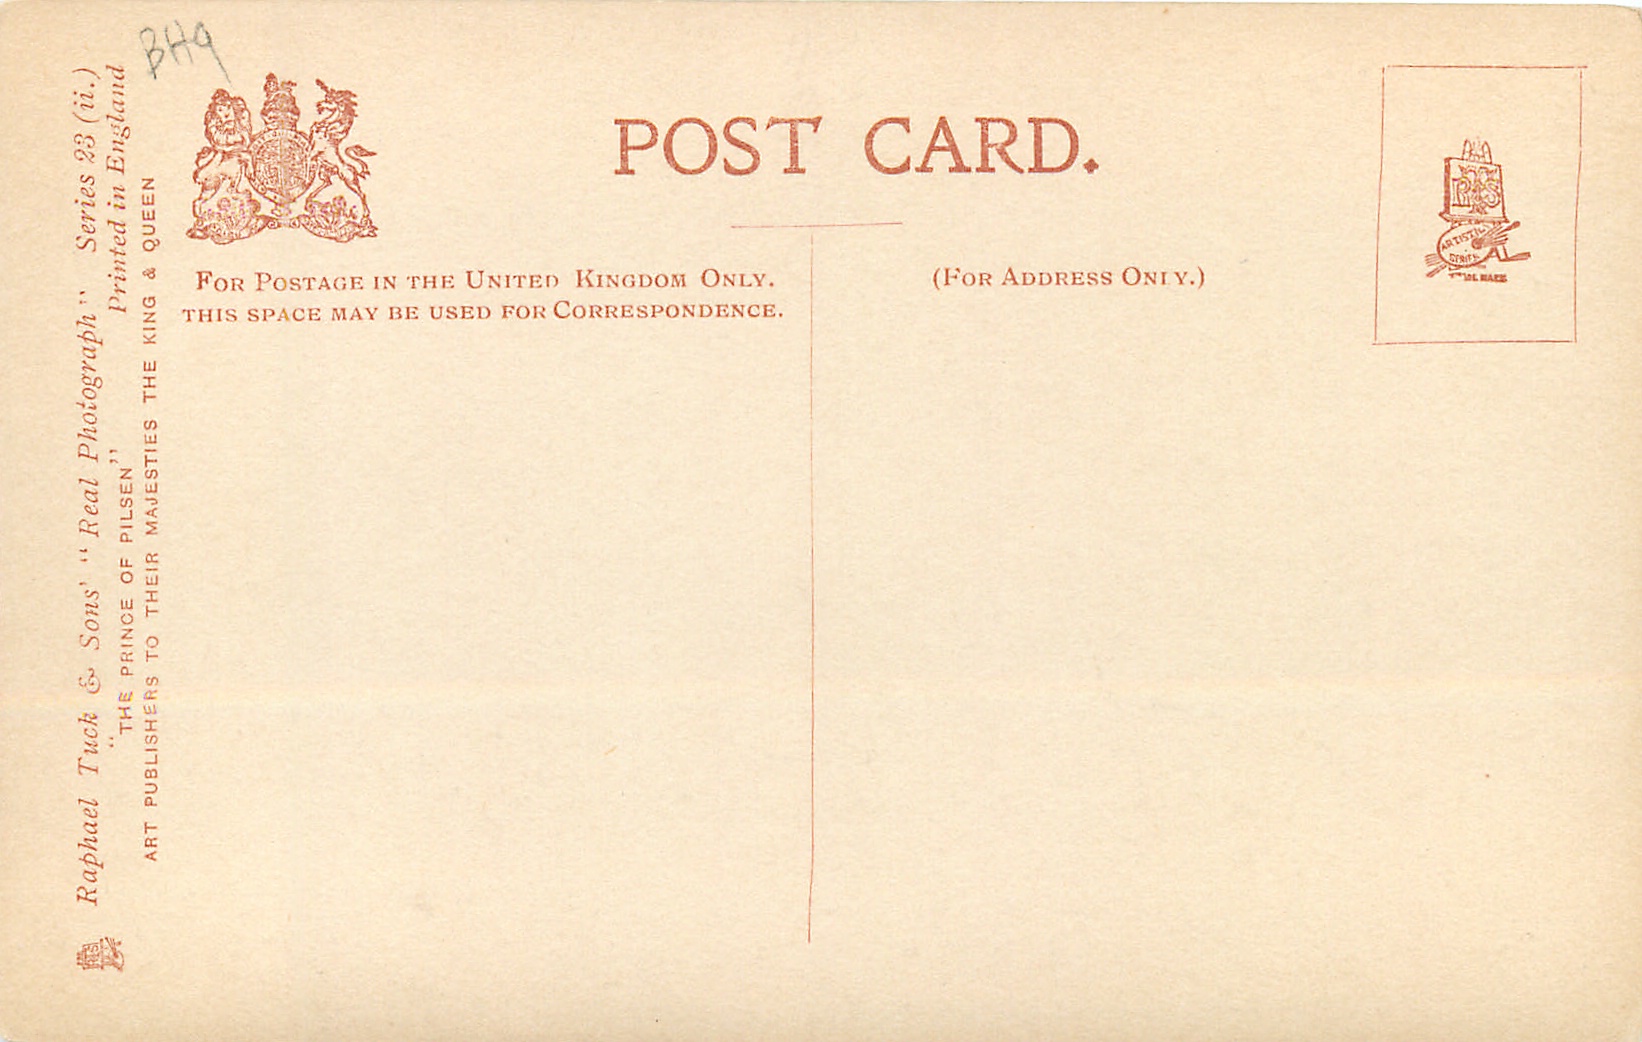 BH9
POST CARD.
FOR POSTAGE IN THE UNITED KINGDOM ONLY.
THIS SPACE MAY BE USED FOR CORRESPONDENCE.
(FOR ADDRESS ONLY.)
ARTISTIC
SERIES
Raphael Tuck & Sons' "Real Photograph" Series 23 (ii.)
"THE PRINCE OF PILSEN" Printed in England
ART PUBLISHERS TO THEIR MAJESTIES THE KING & QUEEN